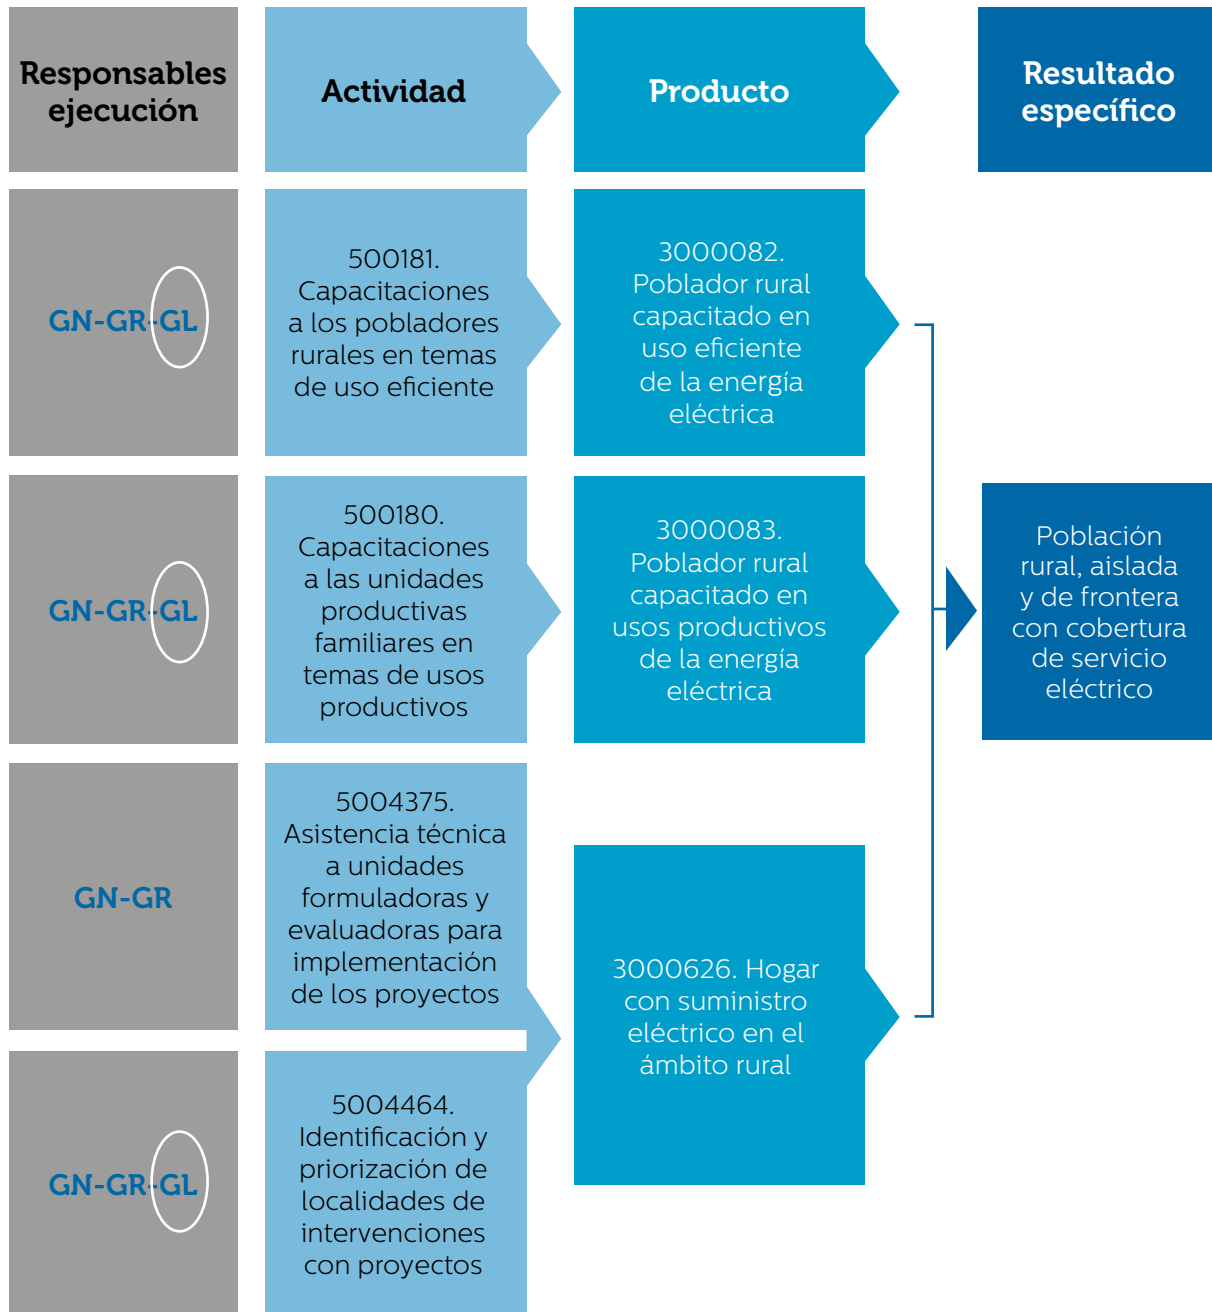 Responsables
ejecución
Actividad
Producto
Resultado
específico
GN-GR-GL
500181.
Capacitaciones
a los pobladores
rurales en temas
de uso eficiente
3000082.
Poblador rural
capacitado en
uso eficiente
de la energía
eléctrica
GN-GR-GL
500180.
Capacitaciones
a las unidades
productivas
familiares en
temas de usos
productivos
3000083.
Poblador rural
capacitado en
usos productivos
de la energía
eléctrica
Población
rural, aislada
y de frontera
con cobertura
de servicio
eléctrico
GN-GR
5004375.
Asistencia técnica
a unidades
formuladoras y
evaluadoras para
implementación
de los proyectos
3000626. Hogar
con suministro
eléctrico en el
ámbito rural
GN-GR-GL
5004464.
Identificación y
priorización de
localidades de
intervenciones
con proyectos